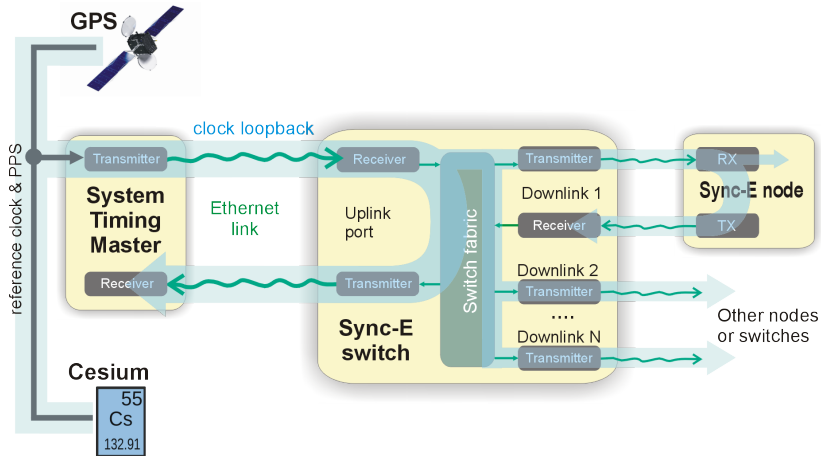 GPS
reference clock & PPS
clock loopback
Transmitter
System
Timing
Master
Receiver
Ethernet
link
Receiver
Uplink
port
Transmitter
Sync-E
switch
Switch fabric
Transmitter
Downlink 1
Receiver
Downlink 2
Transmitter
....
Downlink N
Transmitter
RX
Sync-E node
TX
Other nodes
or switches
Cesium
55
Cs
132.91